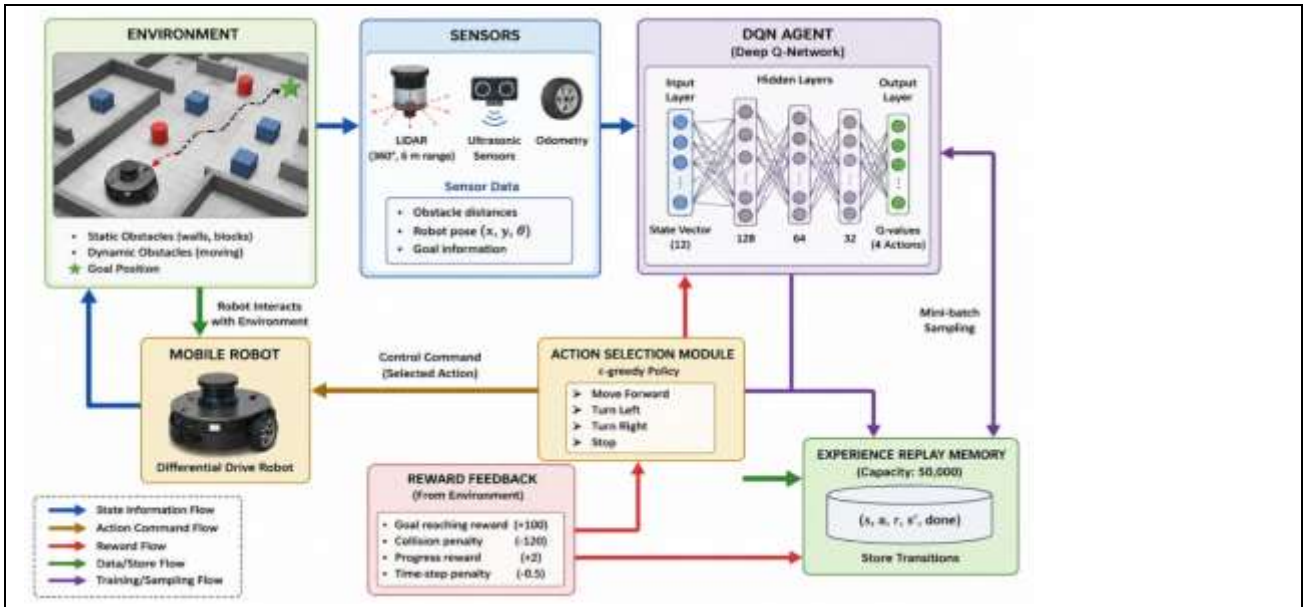 ENVIRONMENT
Static Obstacles (walls, blocks)
Dynamic Obstacles (moving)
Goal Position
SENSORS
LiDAR
(360°, 6 m range)
Ultrasonic
Sensors
Odometry
Sensor Data
• Obstacle distances
• Robot pose (x, y, θ)
• Goal information
DQN AGENT
(Deep Q-Network)
Input
Layer
Hidden Layers
Output
Layer
State Vector
(12)
128
64
32
Q-values
(4 Actions)
Robot Interacts
with Environment
MOBILE ROBOT
Differential Drive Robot
Control Command
(Selected Action)
ACTION SELECTION MODULE
ε-greedy Policy
➤ Move Forward
➤ Turn Left
➤ Turn Right
➤ Stop
Mini-batch
Sampling
REWARD FEEDBACK
(From Environment)
• Goal reaching reward (+100)
• Collision penalty (-120)
• Progress reward (+2)
• Time-step penalty (-0.5)
EXPERIENCE REPLAY MEMORY
(Capacity: 50,000)
(s, a, r, s', done)
Store Transitions
State Information Flow
Action Command Flow
Reward Flow
Data/Store Flow
Training/Sampling Flow